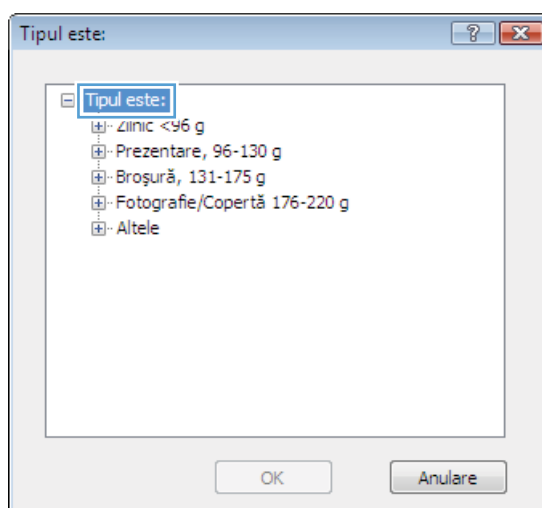 Tipul este:
Tipul este:
Zilnic <96 g
Prezentare, 96-130 g
Broşură, 131-175 g
Fotografie/Copertă 176-220 g
Altele
OK
Anulare